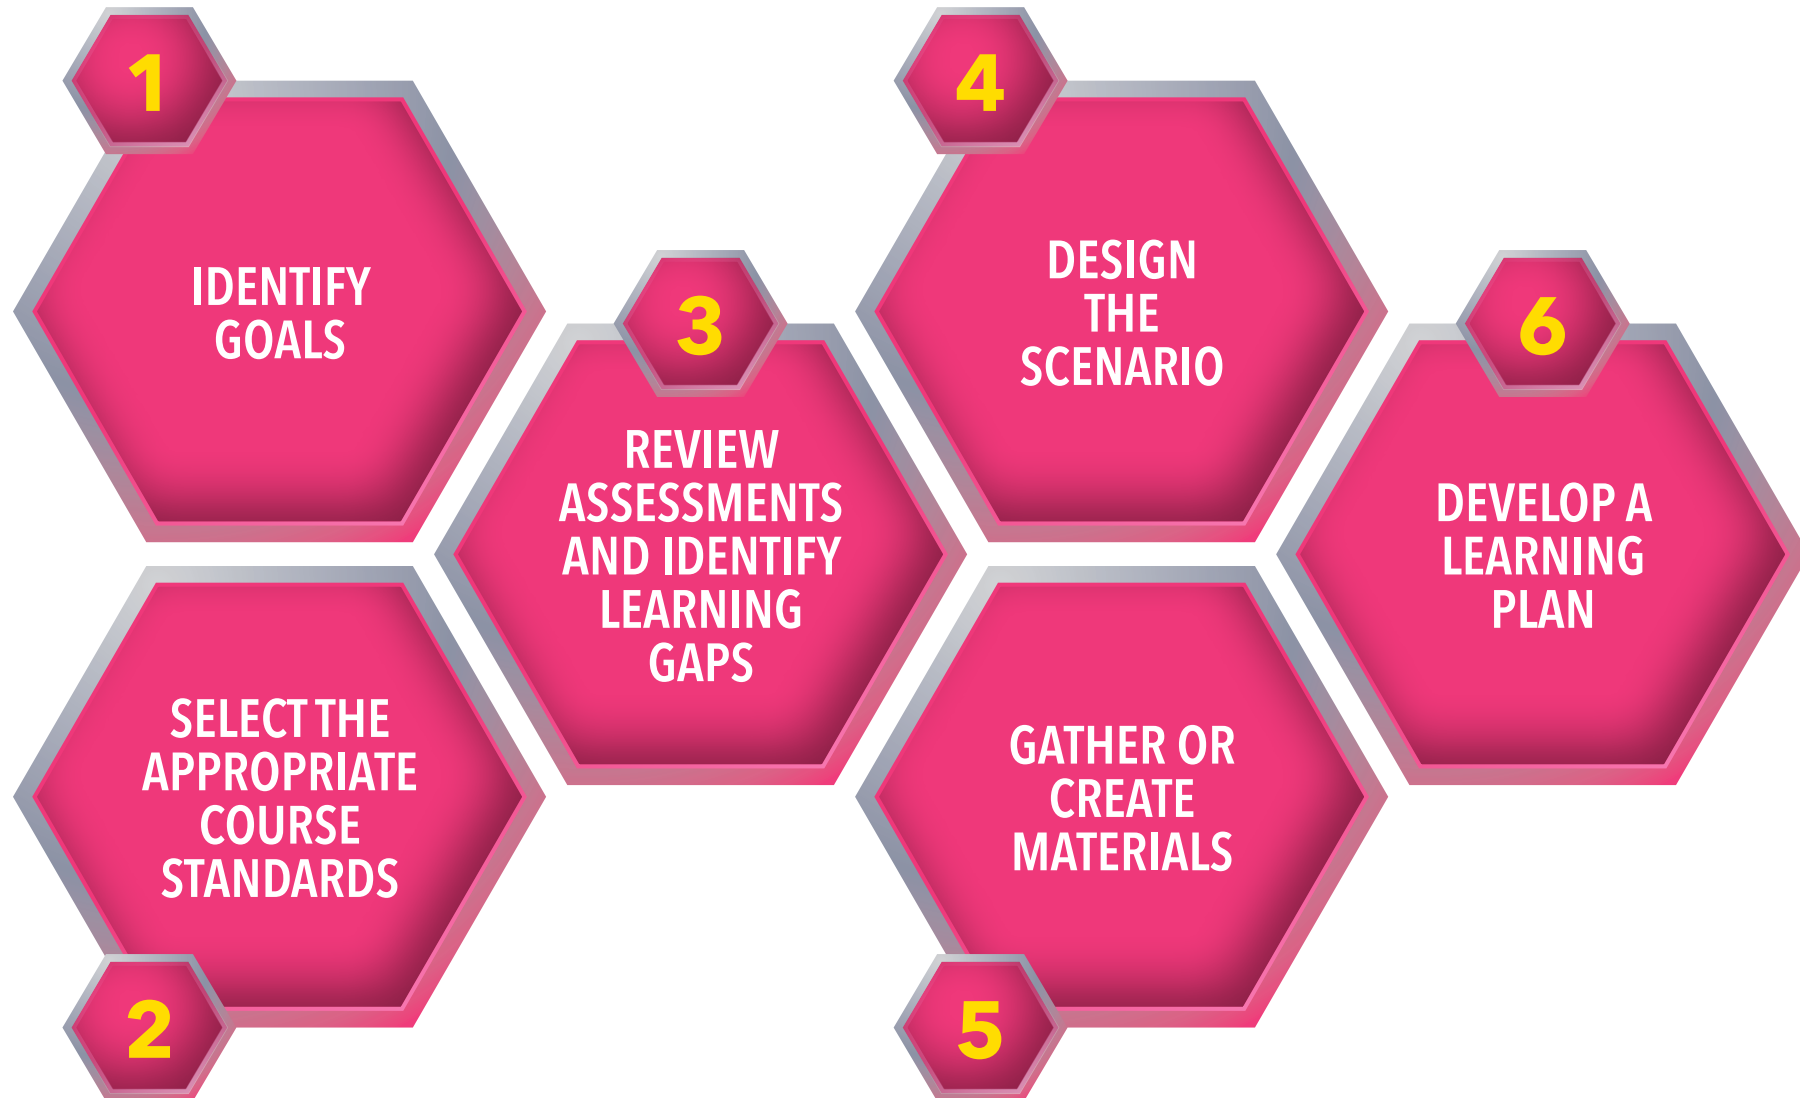 1
IDENTIFY
GOALS
2
SELECT THE
APPROPRIATE
COURSE
STANDARDS
3
REVIEW
ASSESSMENTS
AND IDENTIFY
LEARNING
GAPS
4
DESIGN
THE
SCENARIO
5
GATHER OR
CREATE
MATERIALS
6
DEVELOP A
LEARNING
PLAN